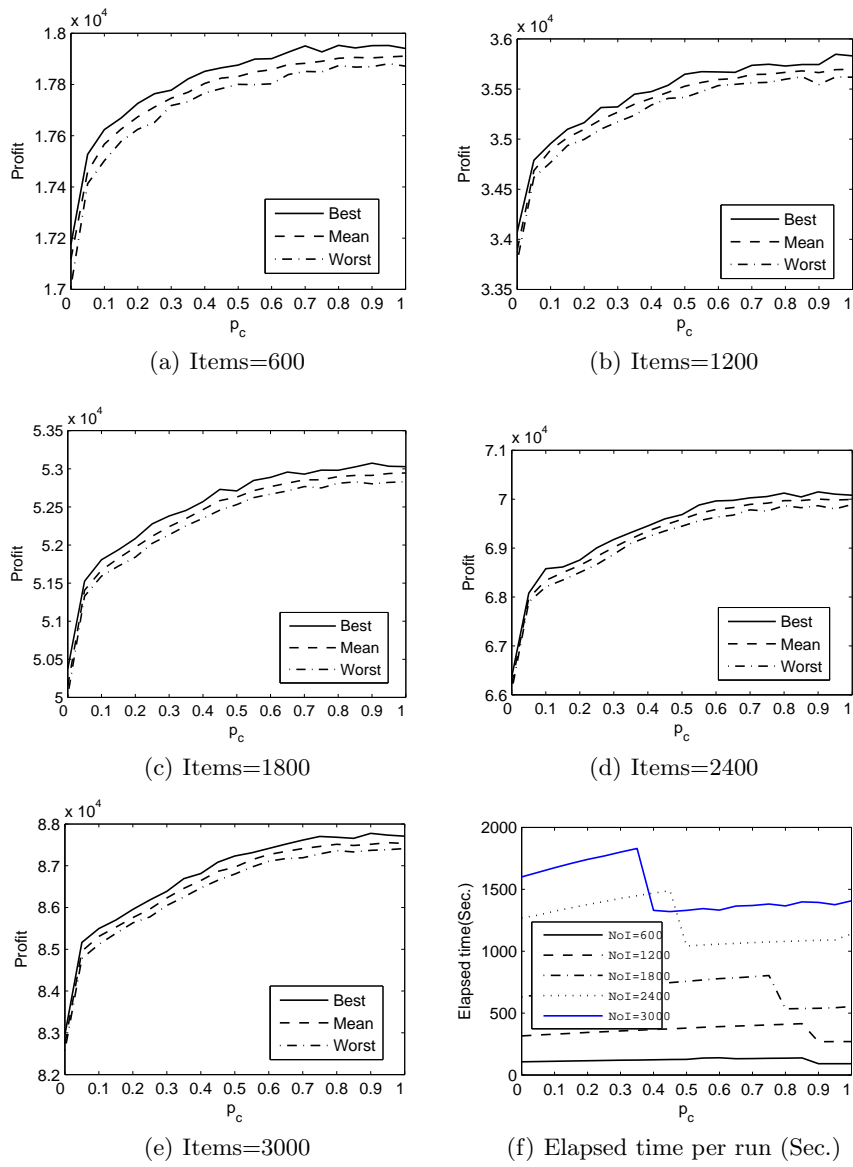 x 10^4
1.8
1.78
1.76
1.74
1.72
1.7
Profit
0 0.1 0.2 0.3 0.4 0.5 0.6 0.7 0.8 0.9 1
p_c
Best
Mean
Worst
(a) Items=600
x 10^4
3.6
3.55
3.5
3.45
3.4
3.35
Profit
0 0.1 0.2 0.3 0.4 0.5 0.6 0.7 0.8 0.9 1
p_c
Best
Mean
Worst
(b) Items=1200
x 10^4
5.35
5.3
5.25
5.2
5.15
5.1
5.05
5
Profit
0 0.1 0.2 0.3 0.4 0.5 0.6 0.7 0.8 0.9 1
p_c
Best
Mean
Worst
(c) Items=1800
x 10^4
7.1
7
6.9
6.8
6.7
6.6
Profit
0 0.1 0.2 0.3 0.4 0.5 0.6 0.7 0.8 0.9 1
p_c
Best
Mean
Worst
(d) Items=2400
x 10^4
8.8
8.7
8.6
8.5
8.4
8.3
8.2
Profit
0 0.1 0.2 0.3 0.4 0.5 0.6 0.7 0.8 0.9 1
p_c
Best
Mean
Worst
(e) Items=3000
2000
1500
1000
500
0
Elapsed time(Sec.)
0 0.1 0.2 0.3 0.4 0.5 0.6 0.7 0.8 0.9 1
p_c
NoI=600
NoI=1200
NoI=1800
NoI=2400
NoI=3000
(f) Elapsed time per run (Sec.)